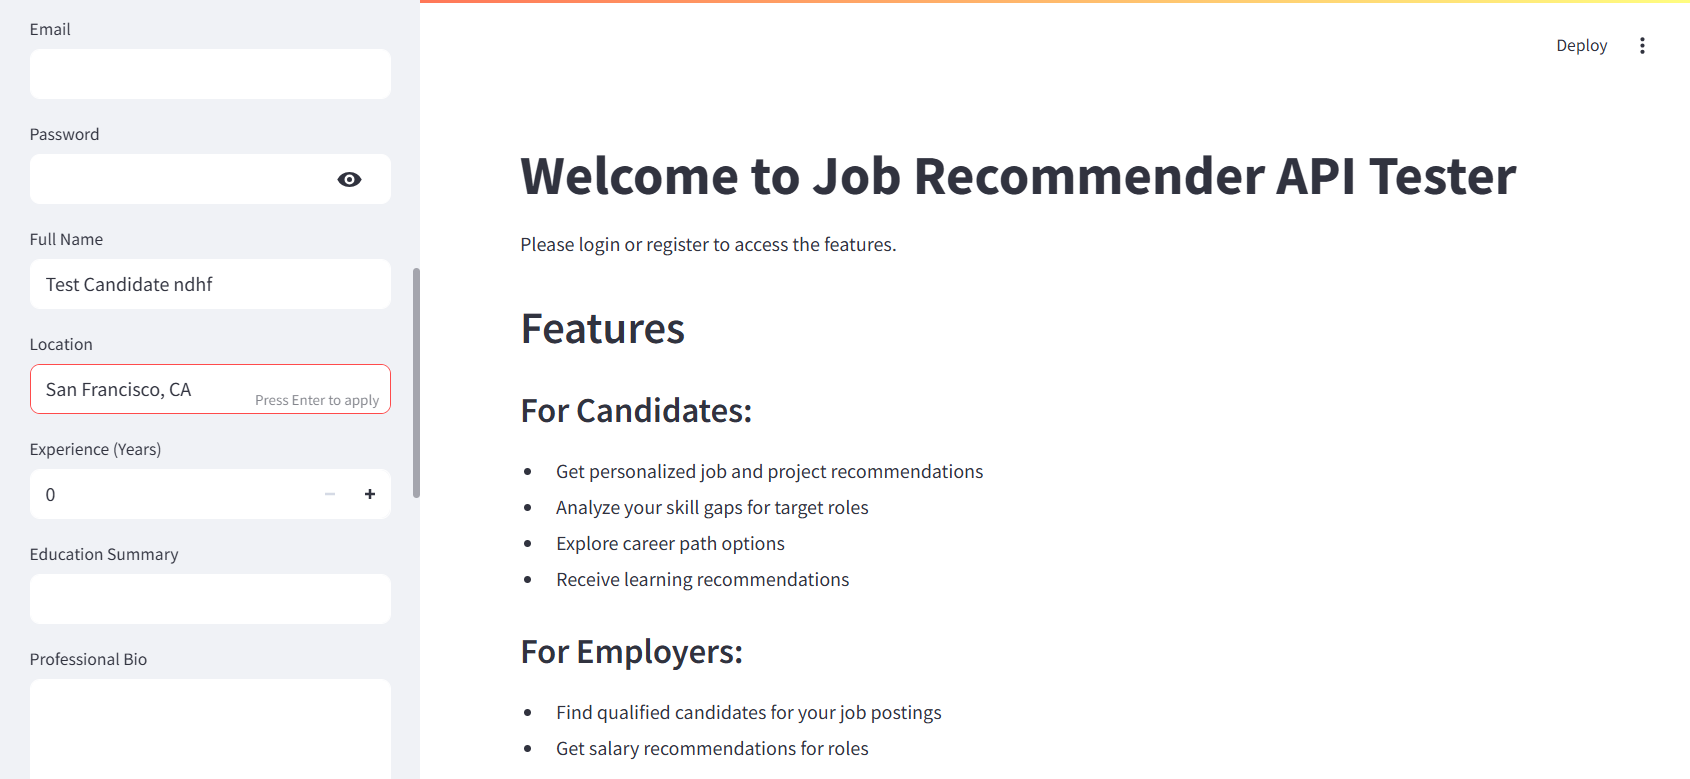 Email
Password
Full Name
Test Candidate ndhf
Location
San Francisco, CA
Press Enter to apply
Experience (Years)
0
Education Summary
Professional Bio
Deploy
Welcome to Job Recommender API Tester
Please login or register to access the features.
Features
For Candidates:
Get personalized job and project recommendations
Analyze your skill gaps for target roles
Explore career path options
Receive learning recommendations
For Employers:
Find qualified candidates for your job postings
Get salary recommendations for roles